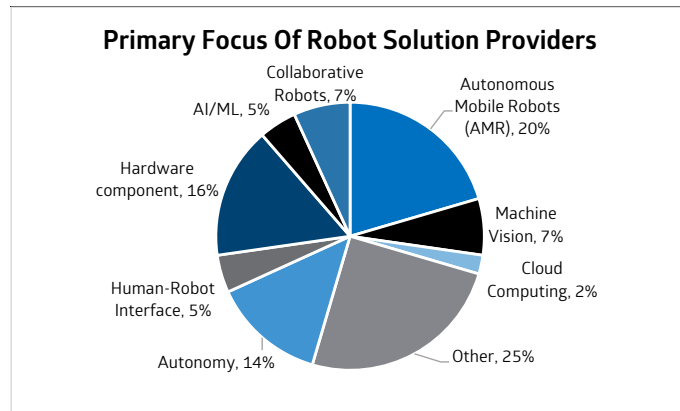 Primary Focus Of Robot Solution Providers
Collaborative
Robots, 7%
Autonomous
Mobile Robots
(AMR), 20%
AI/ML, 5%
Hardware
component, 16%
Machine
Vision, 7%
Cloud
Computing, 2%
Human-Robot
Interface, 5%
Autonomy, 14%
Other, 25%